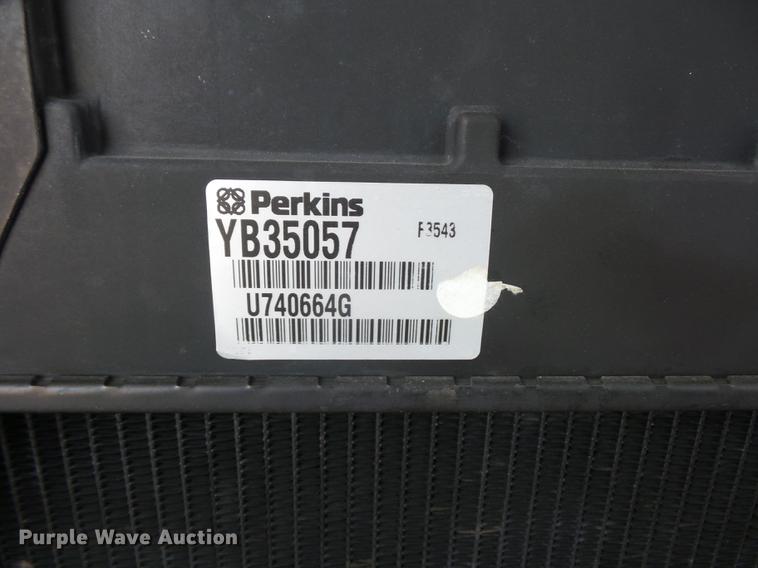 Perkins
YB35057
F3543
U740664G
Purple Wave Auction